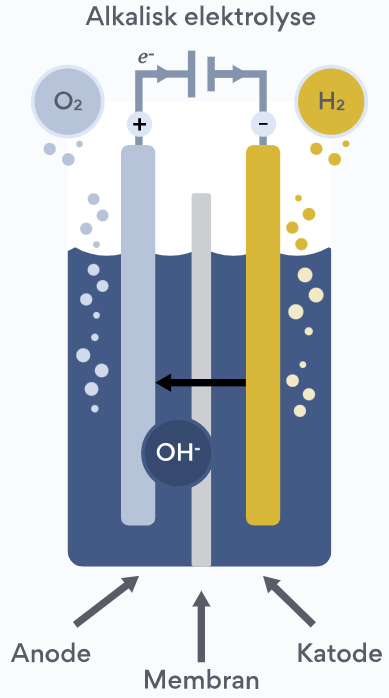 Alkalisk elektrolyse
e-
O₂
H₂
+
-
OH-
Anode
Katode
Membran